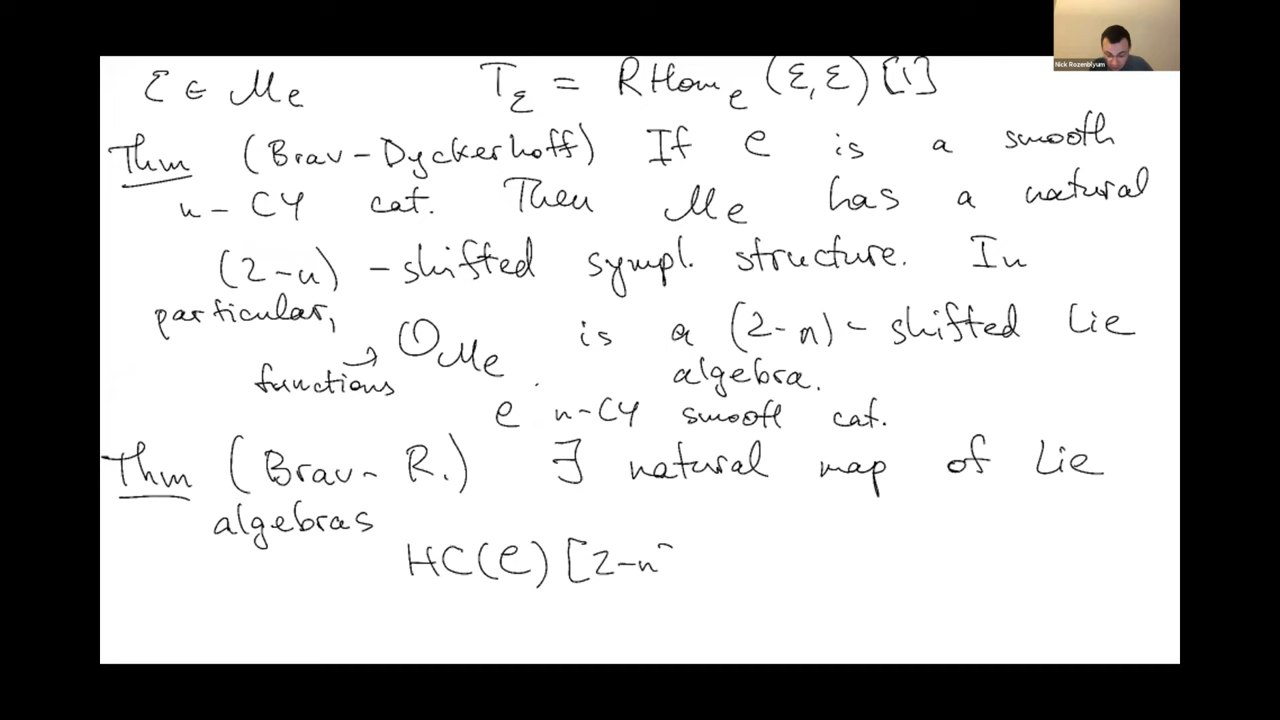 Nick Rozenblyum
ℰ ∈ ℳ_𝒞    T_ℰ = RHom_𝒞 (ℰ, ℰ) [1]
Thm (Brav-Dyckerhoff) If 𝒞 is a smooth
n-CY cat. Then ℳ_𝒞 has a natural
(2-n) -shifted sympl. structure. In
particular,
𝒪_ℳ_𝒞 is a (2-n) - shifted Lie
functions → algebra.
𝒞 n-CY smooth cat.
Thm (Brav- R.) ∃ natural map of Lie
algebras
HC(𝒞) [2-n